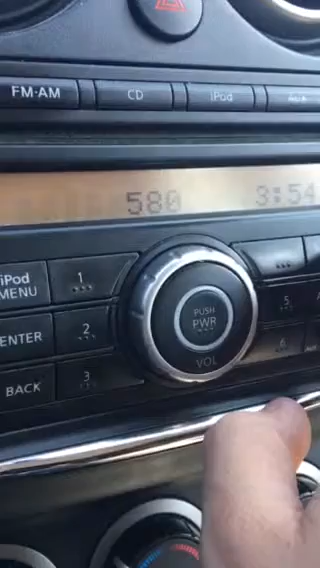 FM·AM CD iPod Aux
580 3:54
iPod MENU 1
ENTER 2
BACK 3
PUSH
PWR
VOL
5
6